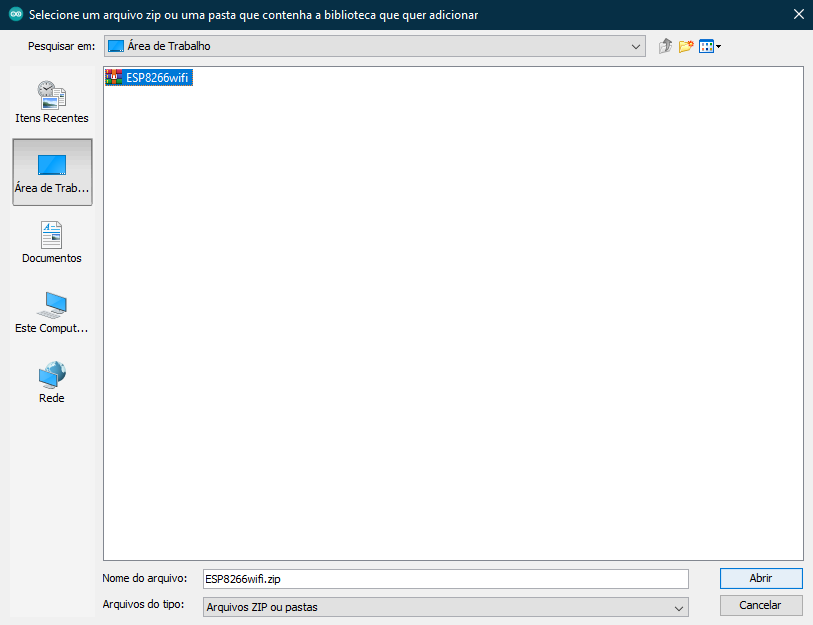 Selecione um arquivo zip ou uma pasta que contenha a biblioteca que quer adicionar
Pesquisar em: Área de Trabalho
ESP8266wifi
Itens Recentes
Área de Trab...
Documentos
Este Comput...
Rede
Nome do arquivo: ESP8266wifi.zip Abrir
Arquivos do tipo: Arquivos ZIP ou pastas Cancelar